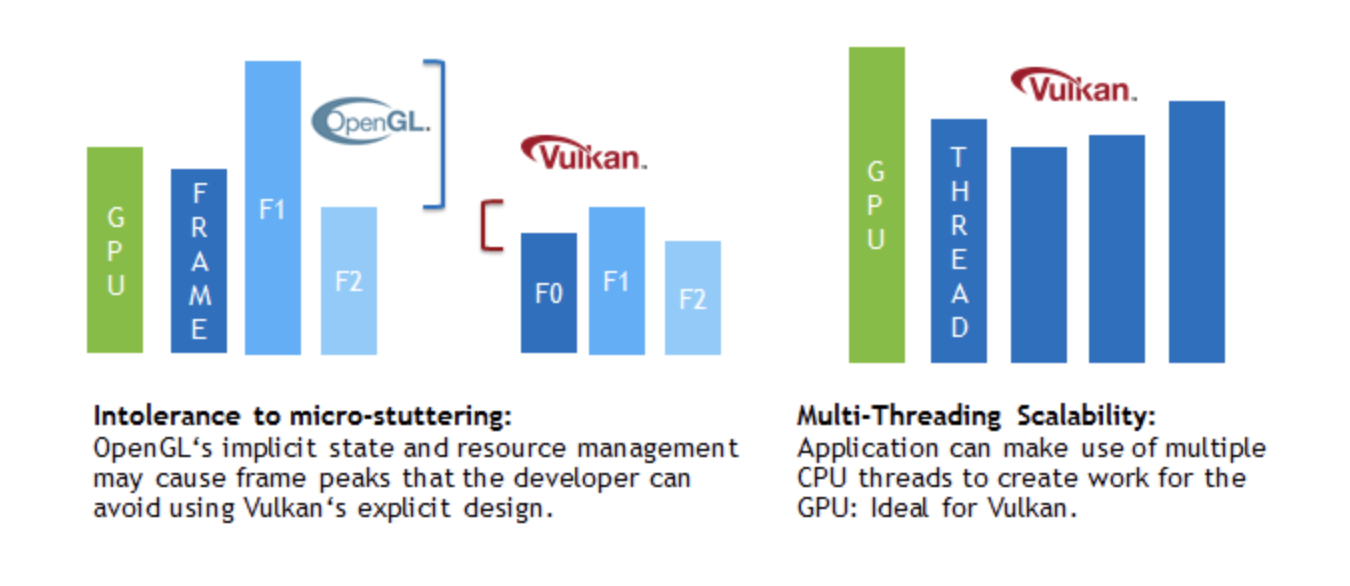 GPU
FRAME
F1
OpenGL.
F2
Vulkan™
F0
F1
F2
GPU
THREAD
Vulkan™
Intolerance to micro-stuttering:
OpenGL‘s implicit state and resource management
may cause frame peaks that the developer can
avoid using Vulkan‘s explicit design.
Multi-Threading Scalability:
Application can make use of multiple
CPU threads to create work for the
GPU: Ideal for Vulkan.